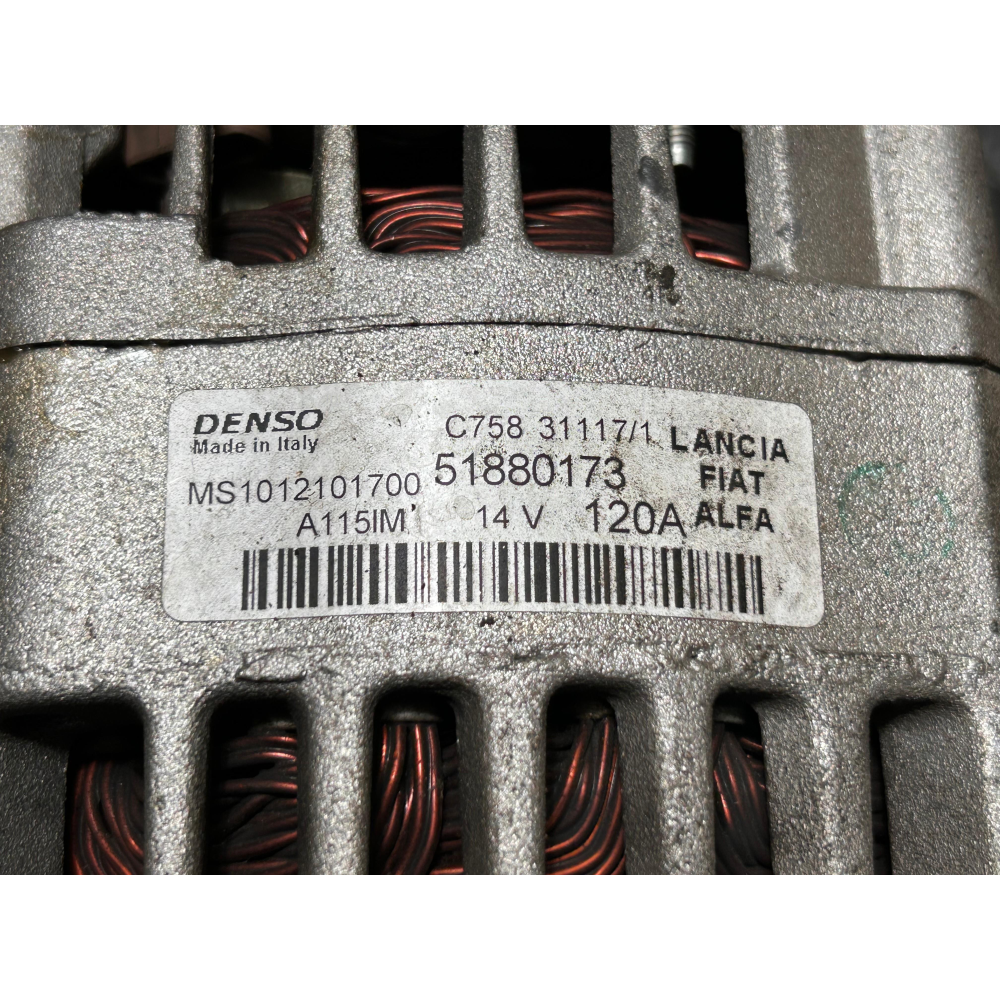 DENSO
Made in Italy
C758 31117/1
LANCIA
MS1012101700
51880173
FIAT
A115IM
14 V
120A
ALFA